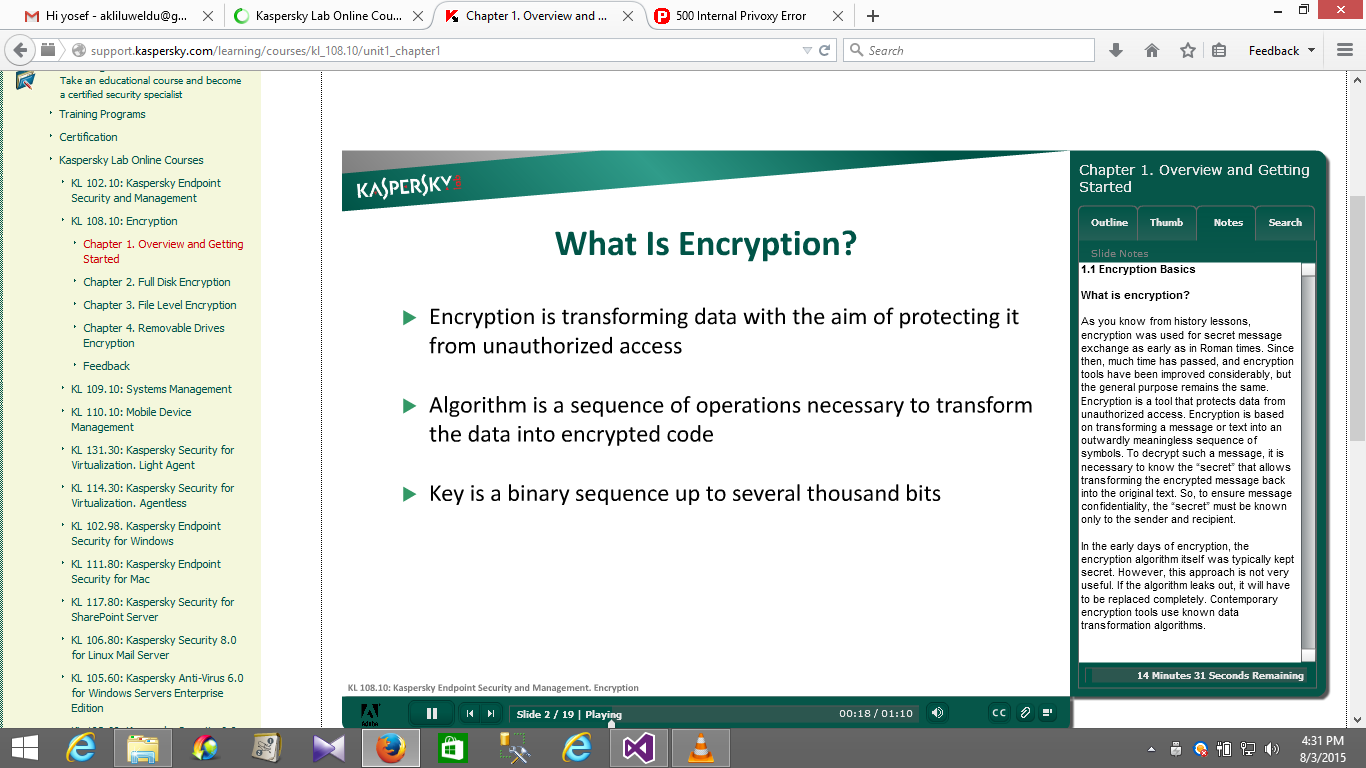 Hi yosef - akliluweldu@g...
Kaspersky Lab Online Cou...
Chapter 1. Overview and ...
500 Internal Privoxy Error
support.kaspersky.com/learning/courses/kl_108.10/unit1_chapter1
Search
Feedback
Take an educational course and become
a certified security specialist
Training Programs
Certification
Kaspersky Lab Online Courses
KL 102.10: Kaspersky Endpoint
Security and Management
KL 108.10: Encryption
Chapter 1. Overview and Getting
Started
Chapter 2. Full Disk Encryption
Chapter 3. File Level Encryption
Chapter 4. Removable Drives
Encryption
Feedback
KL 109.10: Systems Management
KL 110.10: Mobile Device
Management
KL 131.30: Kaspersky Security for
Virtualization. Light Agent
KL 114.30: Kaspersky Security for
Virtualization. Agentless
KL 102.98. Kaspersky Endpoint
Security for Windows
KL 111.80: Kaspersky Endpoint
Security for Mac
KL 117.80: Kaspersky Security for
SharePoint Server
KL 106.80: Kaspersky Security 8.0
for Linux Mail Server
KL 105.60: Kaspersky Anti-Virus 6.0
for Windows Servers Enterprise
Edition
KASPERSKY LAB
What Is Encryption?
Encryption is transforming data with the aim of protecting it
from unauthorized access
Algorithm is a sequence of operations necessary to transform
the data into encrypted code
Key is a binary sequence up to several thousand bits
KL 108.10: Kaspersky Endpoint Security and Management. Encryption
Adobe
Slide 2 / 19 | Playing
00:18 / 01:10
CC
Chapter 1. Overview and Getting
Started
Outline
Thumb
Notes
Search
Slide Notes
1.1 Encryption Basics
What is encryption?
As you know from history lessons,
encryption was used for secret message
exchange as early as in Roman times. Since
then, much time has passed, and encryption
tools have been improved considerably, but
the general purpose remains the same.
Encryption is a tool that protects data from
unauthorized access. Encryption is based
on transforming a message or text into an
outwardly meaningless sequence of
symbols. To decrypt such a message, it is
necessary to know the “secret” that allows
transforming the encrypted message back
into the original text. So, to ensure message
confidentiality, the “secret” must be known
only to the sender and recipient.
In the early days of encryption, the
encryption algorithm itself was typically kept
secret. However, this approach is not very
useful. If the algorithm leaks out, it will have
to be replaced completely. Contemporary
encryption tools use known data
transformation algorithms.
14 Minutes 31 Seconds Remaining
4:31 PM
8/3/2015